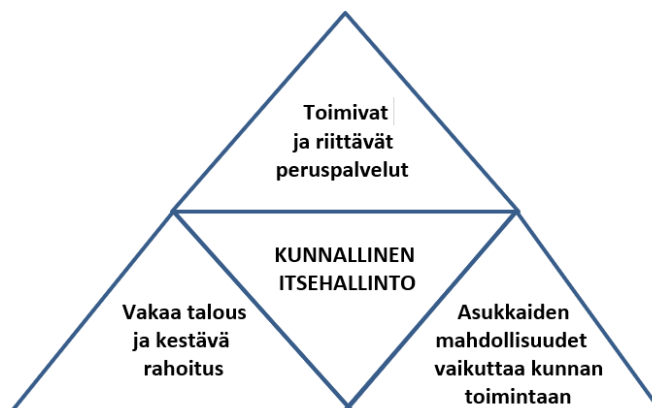 Toimivat
ja riittävät
peruspalvelut
KUNNALLINEN
ITSEHALLINTO
Vakaa talous
ja kestävä
rahoitus
Asukkaiden
mahdollisuudet
vaikuttaa kunnan
toimintaan